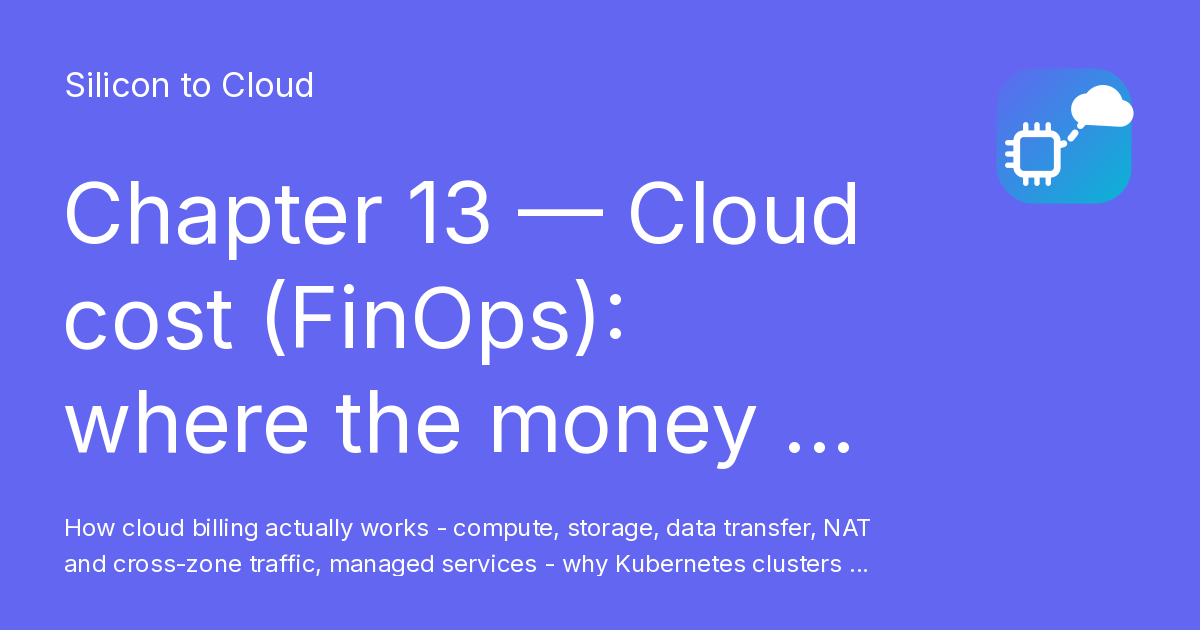 Silicon to Cloud
Chapter 13 — Cloud
cost (FinOps):
where the money ...
How cloud billing actually works - compute, storage, data transfer, NAT
and cross-zone traffic, managed services - why Kubernetes clusters ...